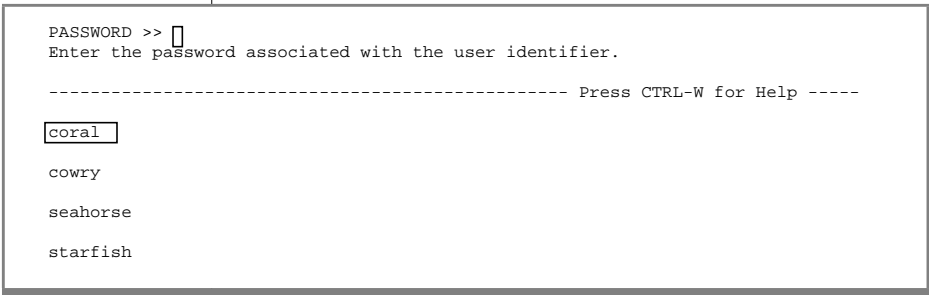 PASSWORD >>
Enter the password associated with the user identifier.
-------------------------------------------------- Press CTRL-W for Help -----
coral
cowry
seahorse
starfish